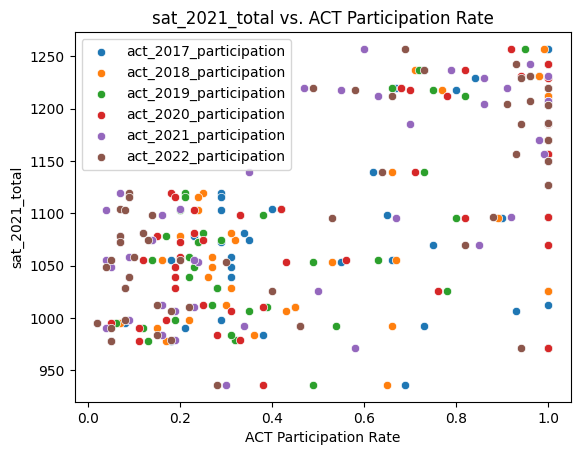 sat_2021_total vs. ACT Participation Rate
act_2017_participation
act_2018_participation
act_2019_participation
act_2020_participation
act_2021_participation
act_2022_participation
1250
1200
1150
1100
1050
1000
950
sat_2021_total
0.0 0.2 0.4 0.6 0.8 1.0
ACT Participation Rate